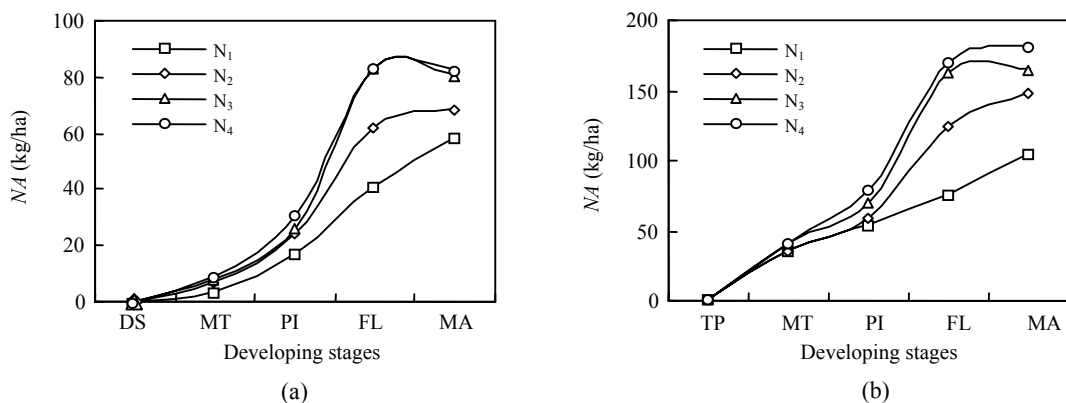 100
80
60
40
20
0
NA (kg/ha)
N₁
N₂
N₃
N₄
DS MT PI FL MA
Developing stages
(a)
200
150
100
50
0
NA (kg/ha)
N₁
N₂
N₃
N₄
TP MT PI FL MA
Developing stages
(b)